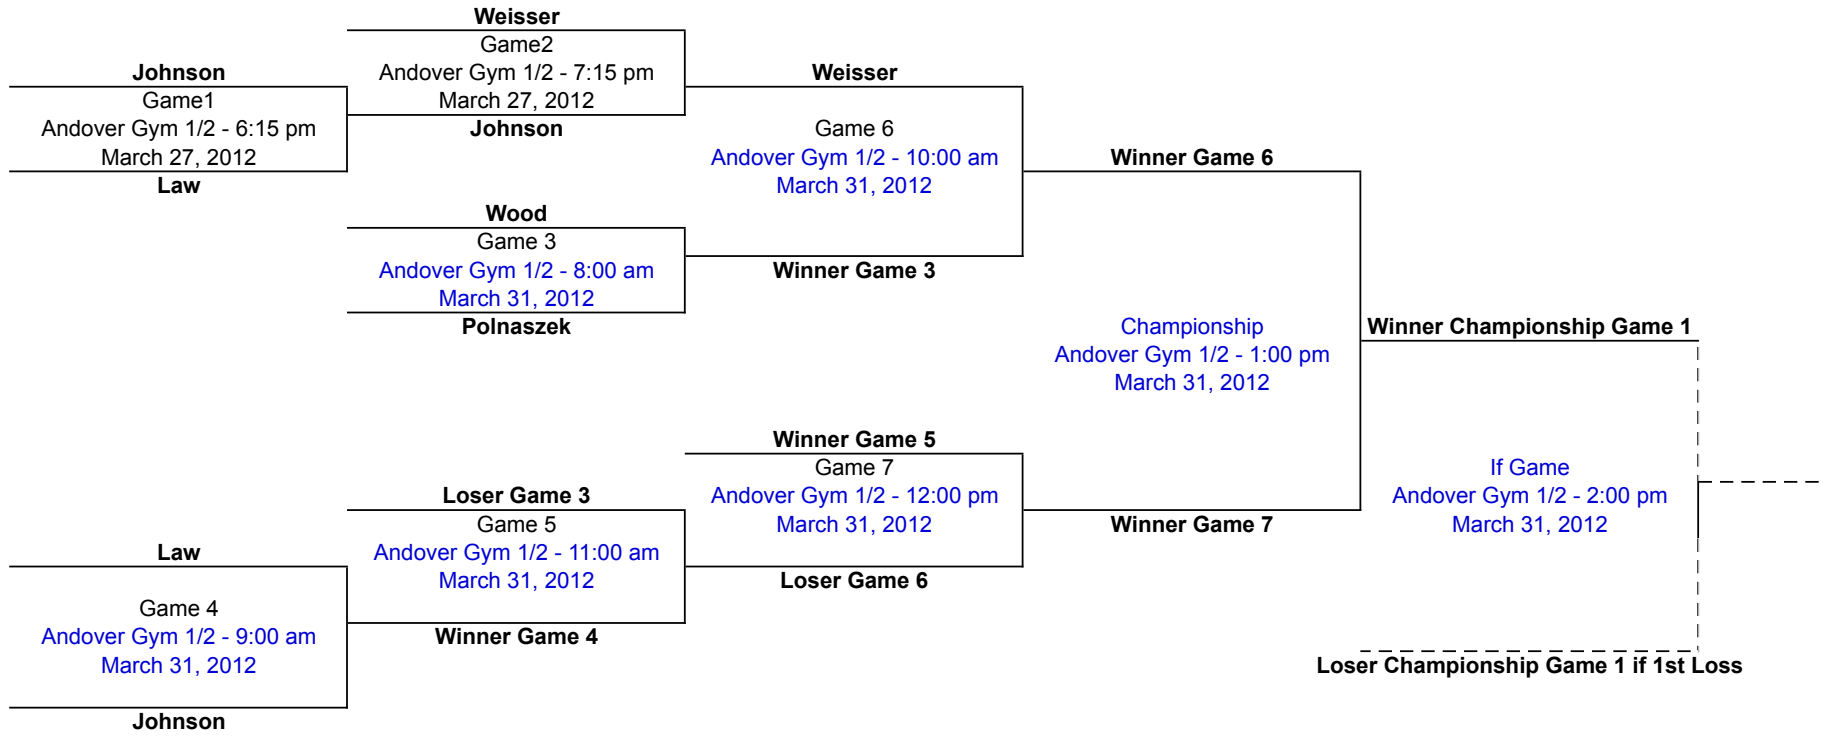 Weisser
Game2
Andover Gym 1/2 - 7:15 pm
March 27, 2012
Johnson
Johnson
Game1
Andover Gym 1/2 - 6:15 pm
March 27, 2012
Law
Weisser
Game 6
Andover Gym 1/2 - 10:00 am
March 31, 2012
Winner Game 3
Wood
Game 3
Andover Gym 1/2 - 8:00 am
March 31, 2012
Polnaszek
Winner Game 6
Championship
Andover Gym 1/2 - 1:00 pm
March 31, 2012
Winner Game 7
Winner Championship Game 1
If Game
Andover Gym 1/2 - 2:00 pm
March 31, 2012
Loser Championship Game 1 if 1st Loss
Winner Game 5
Game 7
Andover Gym 1/2 - 12:00 pm
March 31, 2012
Loser Game 6
Loser Game 3
Game 5
Andover Gym 1/2 - 11:00 am
March 31, 2012
Winner Game 4
Law
Game 4
Andover Gym 1/2 - 9:00 am
March 31, 2012
Johnson